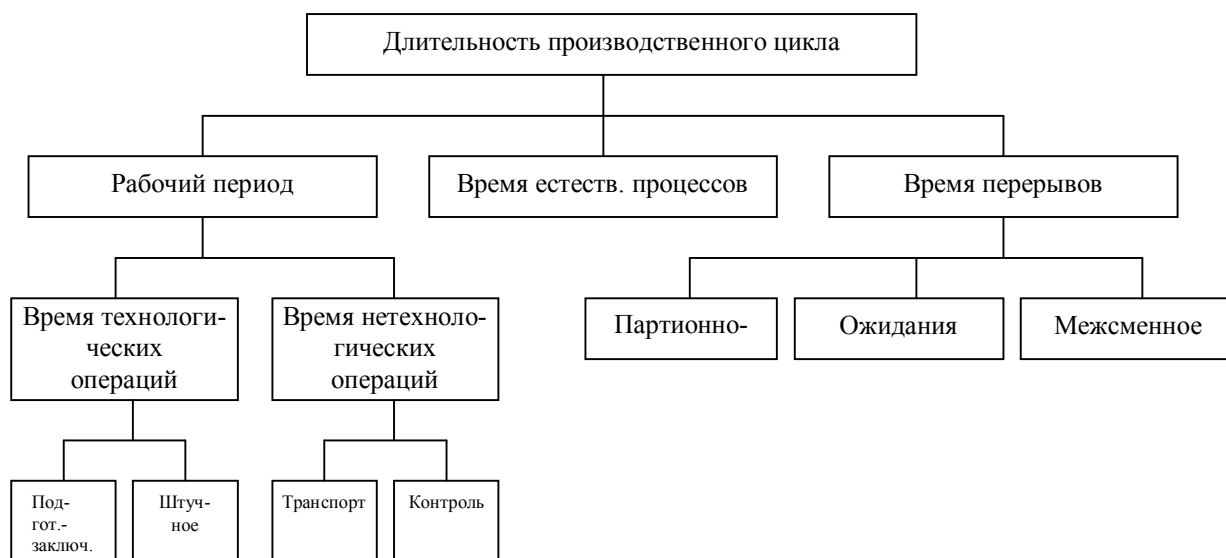 Длительность производственного цикла
Рабочий период
Время естеств. процессов
Время перерывов
Время технологи-
ческих
операций
Время нетехноло-
гических
операций
Партионно-
Ожидания
Межсменное
Под-
гот.-
заключ.
Штуч-
ное
Транспорт
Контроль